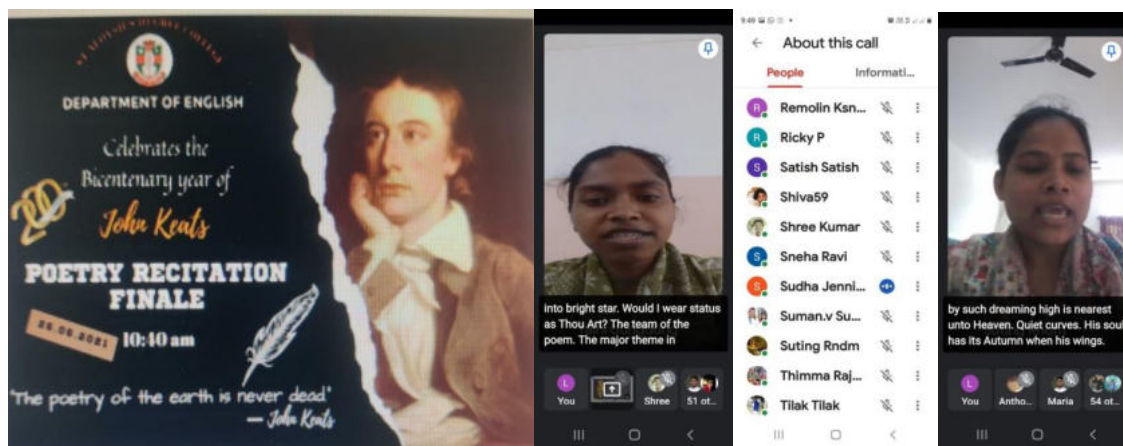 DEPARTMENT OF ENGLISH
Celebrates the
Bicentenary year of
John Keats
200
POETRY RECITATION
FINALE
26.06.2021
10:40 am
"The poetry of the earth is never dead"
— John Keats
into bright star. Would I wear status
as Thou Art? The team of the
poem. The major theme in
L
You
Shree
51 ot...
9:49
About this call
People
Informati...
R
Remolin Ksn...
R
Ricky P
S
Satish Satish
Shiva59
Shree Kumar
S
Sneha Ravi
S
Sudha Jenni...
Suman.v Su...
Suting Rndm
Thimma Raj...
Tilak Tilak
by such dreaming high is nearest
unto Heaven. Quiet curves. His soul
has its Autumn when his wings.
L
You
Antho...
Maria
54 ot...